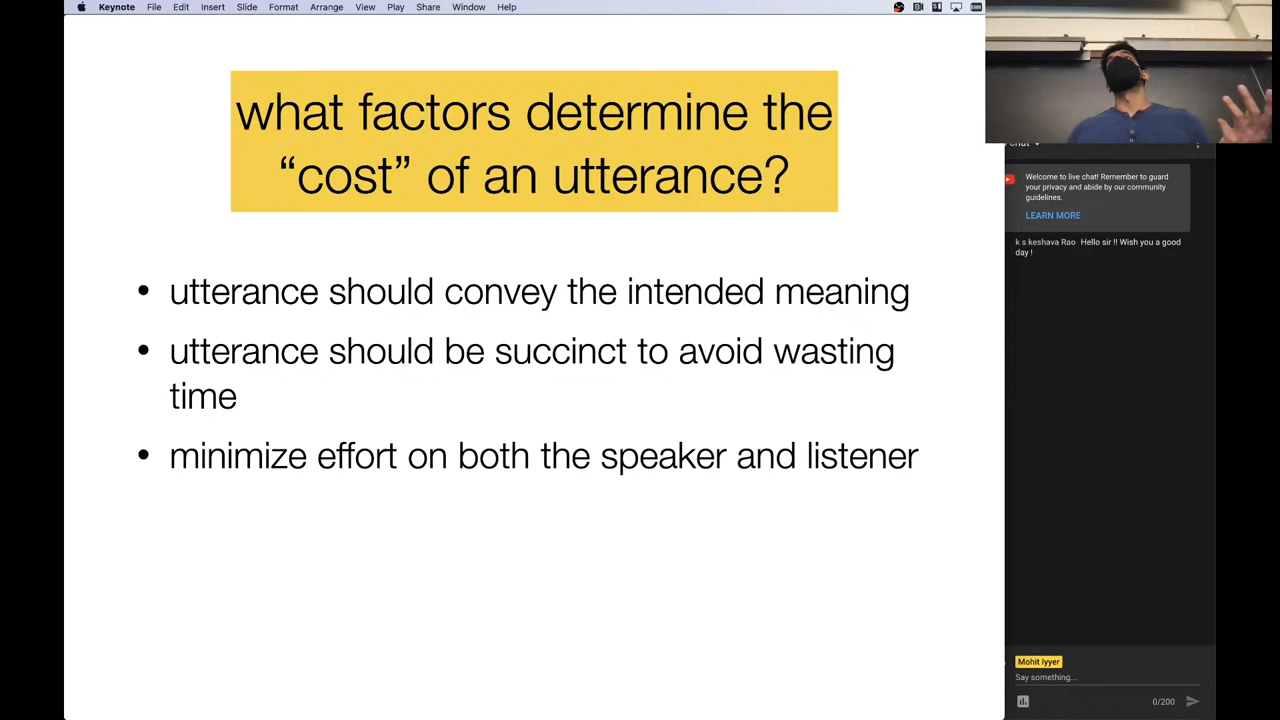 Keynote File Edit Insert Slide Format Arrange View Play Share Window Help
what factors determine the
“cost” of an utterance?
• utterance should convey the intended meaning
• utterance should be succinct to avoid wasting
time
• minimize effort on both the speaker and listener
Welcome to live chat! Remember to guard
your privacy and abide by our community
guidelines.
LEARN MORE
k s keshava Rao Hello sir !! Wish you a good
day !
Mohit Iyyer
Say something...
0/200